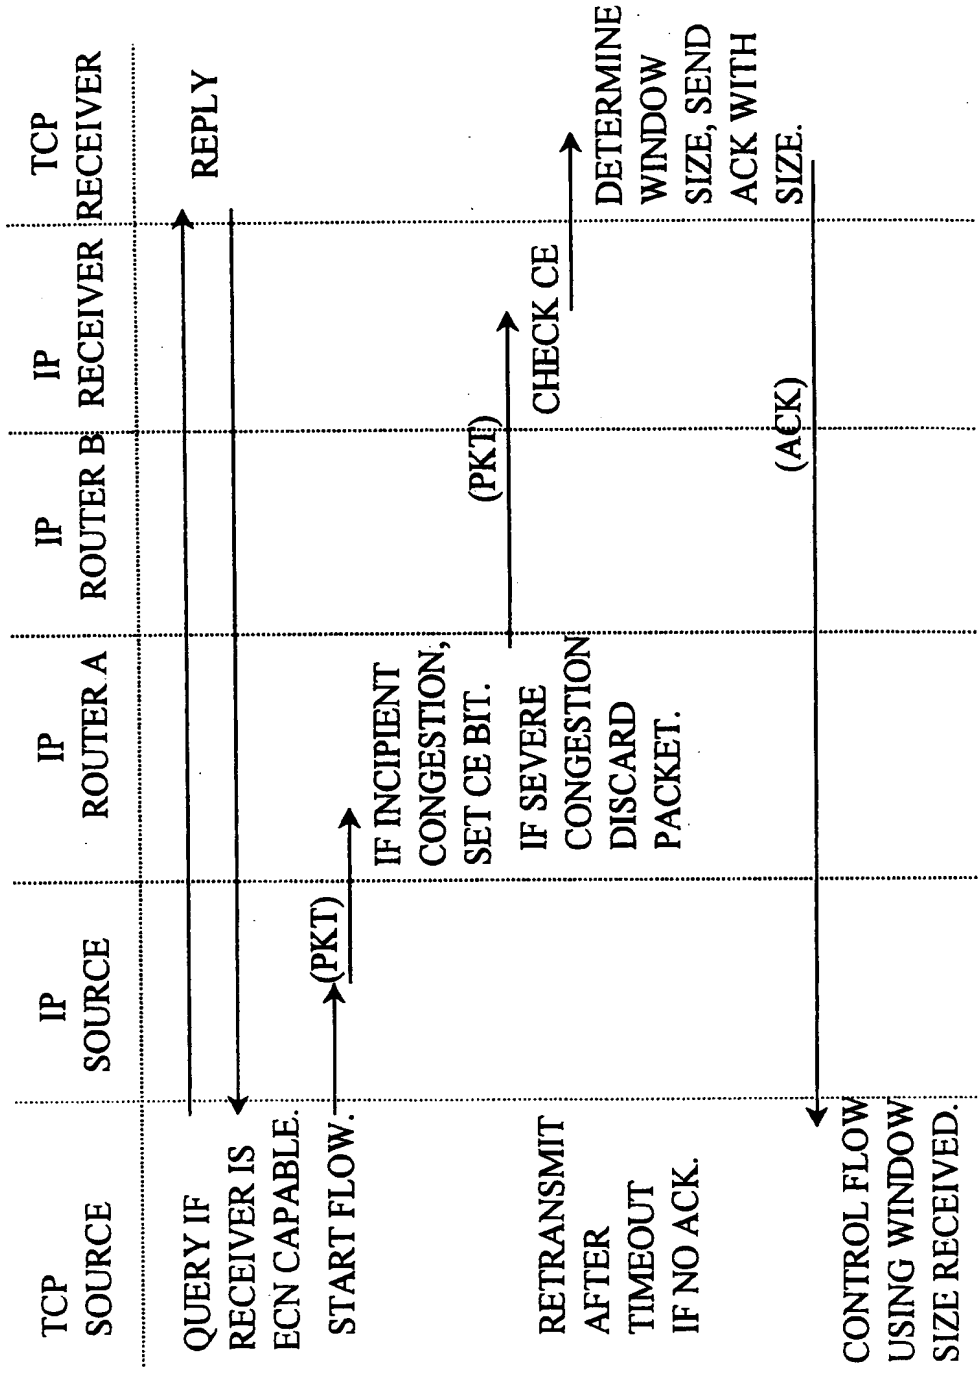 TCP
SOURCE
IP
SOURCE
IP
ROUTER A
IP
ROUTER B
IP
RECEIVER
TCP
RECEIVER
QUERY IF
RECEIVER IS
ECN CAPABLE.
REPLY
START FLOW.
(PKT)
IF INCIPIENT
CONGESTION,
SET CE BIT.
IF SEVERE
CONGESTION
DISCARD
PACKET.
(PKT)
CHECK CE
DETERMINE
WINDOW
SIZE, SEND
ACK WITH
SIZE.
RETRANSMIT
AFTER
TIMEOUT
IF NO ACK.
(ACK)
CONTROL FLOW
USING WINDOW
SIZE RECEIVED.